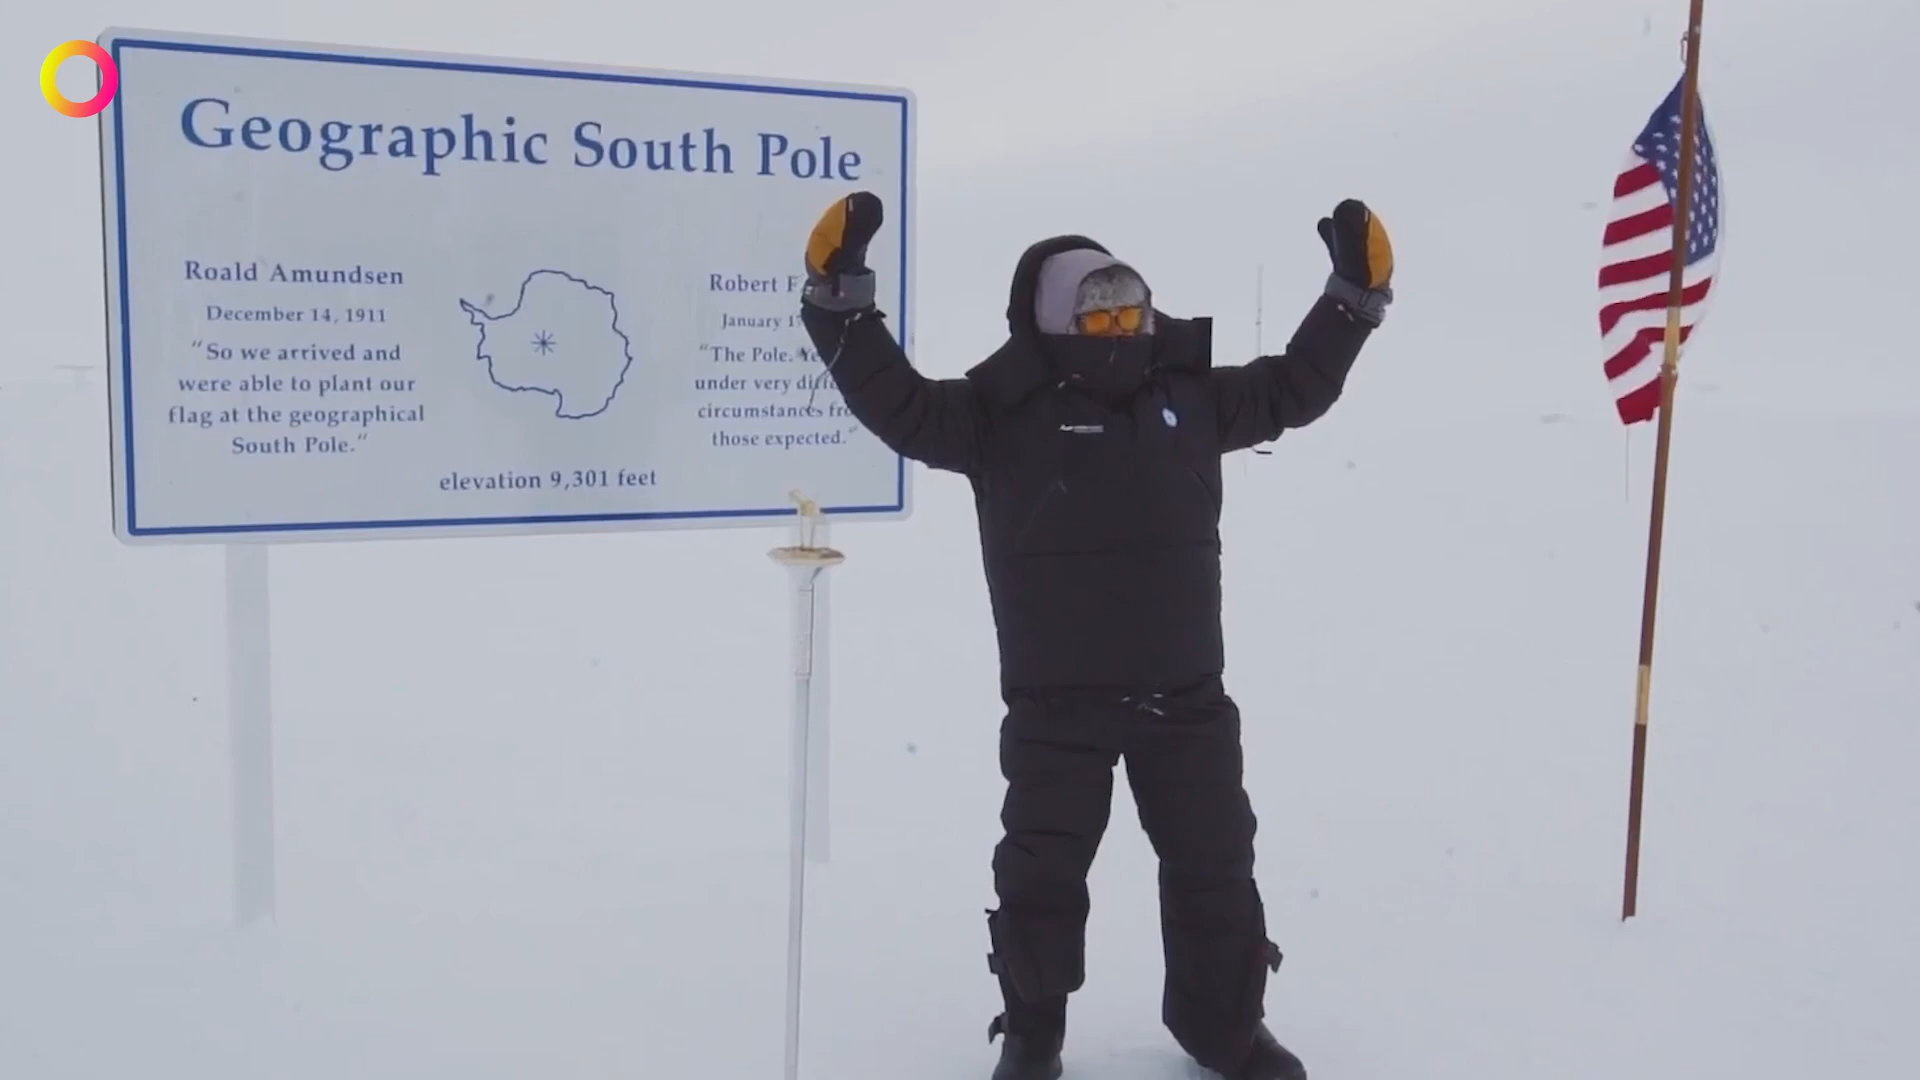 Geographic South Pole
Roald Amundsen
December 14, 1911
"So we arrived and
were able to plant our
flag at the geographical
South Pole."
Robert F.
January 1
"The Pole.
under very
circumstances
those expected."
elevation 9,301 feet